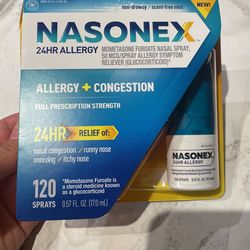 non-drowsy / scent-free mist
NEW!
NASONEX
24HR ALLERGY
MOMETASONE FUROATE NASAL SPRAY,
50 MCG/SPRAY ALLERGY SYMPTOM
RELIEVER (GLUCOCORTICOID)*
ALLERGY + CONGESTION
FULL PRESCRIPTION STRENGTH
24HR RELIEF of:
nasal congestion / runny nose
sneezing / itchy nose
120
SPRAYS
0.57 FL OZ (17.0 mL)
*Mometasone Furoate is
a steroid medicine known as
a glucocorticoid
NASONEX
24HR ALLERGY